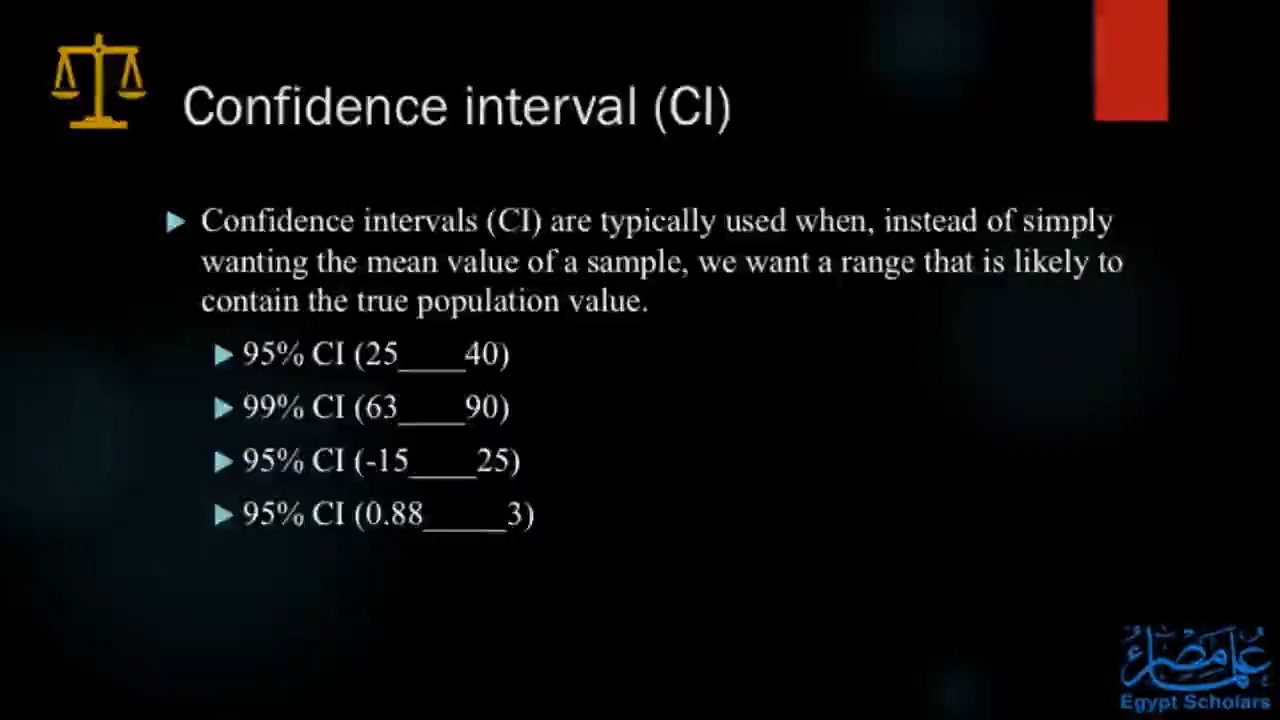 Confidence interval (CI)
Confidence intervals (CI) are typically used when, instead of simply
wanting the mean value of a sample, we want a range that is likely to
contain the true population value.
95% CI (25____40)
99% CI (63____90)
95% CI (-15____25)
95% CI (0.88_____3)
علماء مصر
Egypt Scholars